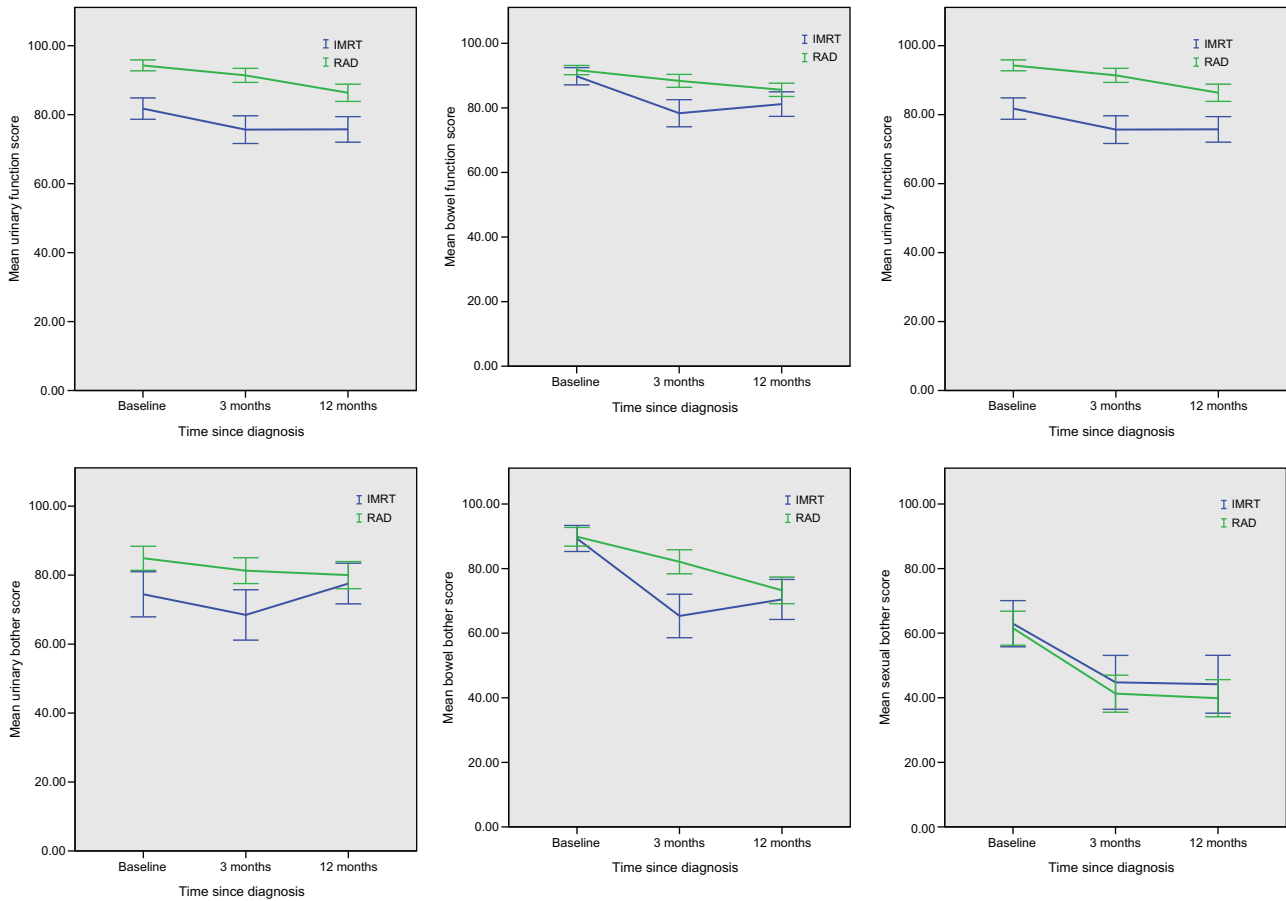 IMRT
RAD
100.00
80.00
60.00
40.00
20.00
0.00
Mean urinary function score
Baseline 3 months 12 months
Time since diagnosis
IMRT
RAD
100.00
80.00
60.00
40.00
20.00
0.00
Mean bowel function score
Baseline 3 months 12 months
Time since diagnosis
IMRT
RAD
100.00
80.00
60.00
40.00
20.00
0.00
Mean urinary function score
Baseline 3 months 12 months
Time since diagnosis
IMRT
RAD
100.00
80.00
60.00
40.00
20.00
0.00
Mean urinary bother score
Baseline 3 months 12 months
Time since diagnosis
IMRT
RAD
100.00
80.00
60.00
40.00
20.00
0.00
Mean bowel bother score
Baseline 3 months 12 months
Time since diagnosis
IMRT
RAD
100.00
80.00
60.00
40.00
20.00
0.00
Mean sexual bother score
Baseline 3 months 12 months
Time since diagnosis